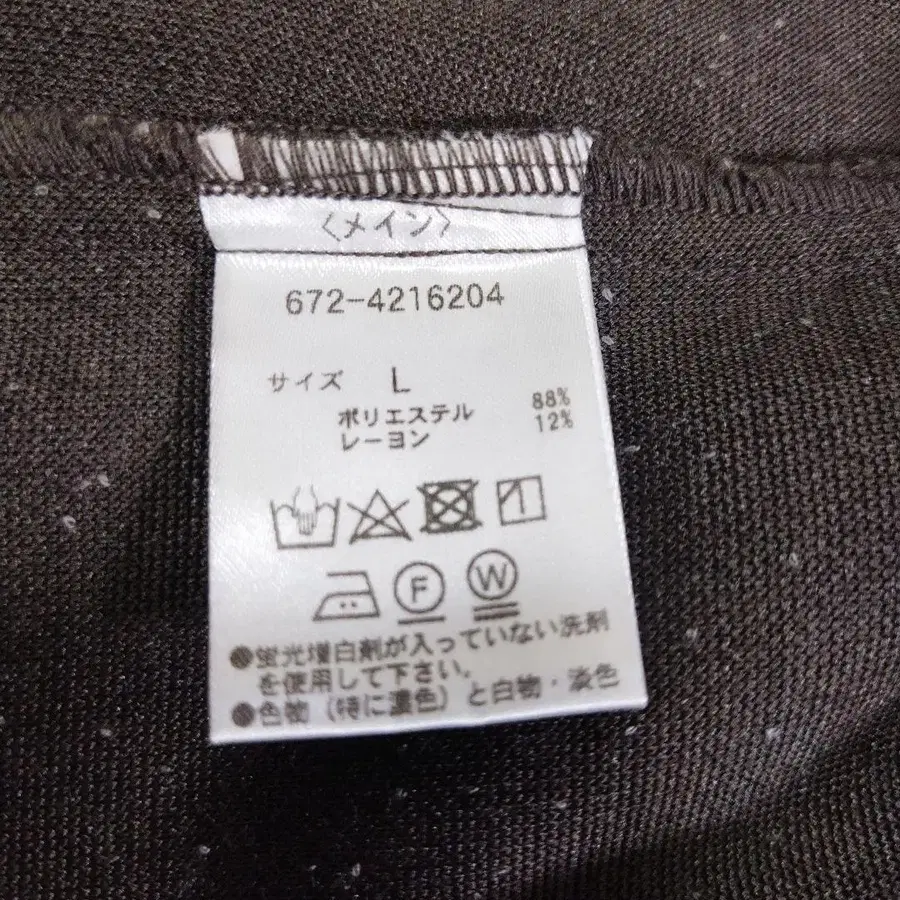 〈メイン〉
672-4216204
サイズ L
ポリエステル 88%
レーヨン 12%
F W
●蛍光増白剤が入っていない洗剤
を使用して下さい。
●色物（特に濃色）と白物・淡色